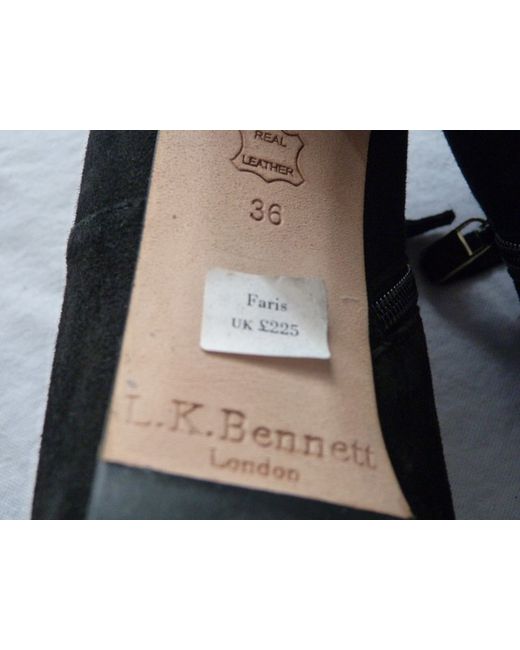 REAL
LEATHER
36
Faris
UK £225
L.K.Bennett
London